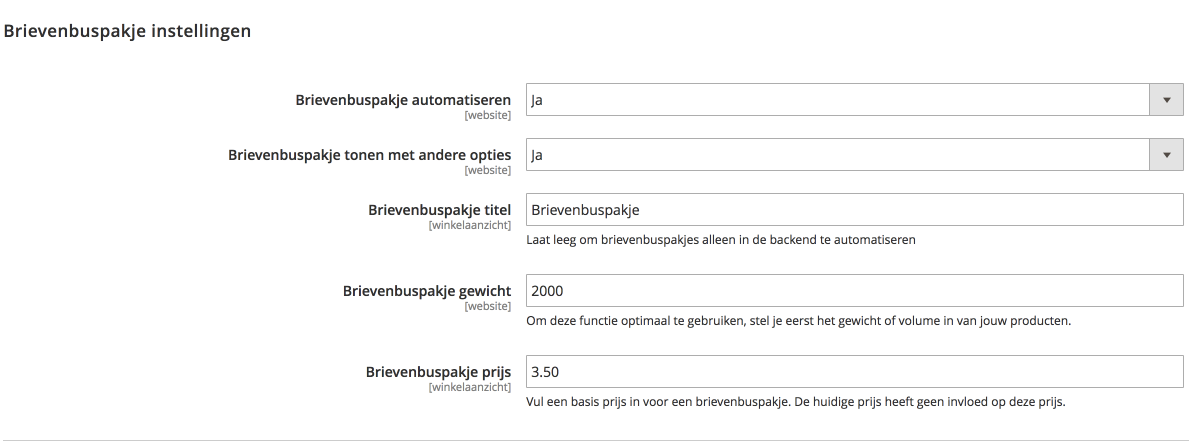 Brievenbuspakje instellingen
Brievenbuspakje automatiseren
[website]
Ja
Brievenbuspakje tonen met andere opties
[website]
Ja
Brievenbuspakje titel
[winkelaanzicht]
Brievenbuspakje
Laat leeg om brievenbuspakjes alleen in de backend te automatiseren
Brievenbuspakje gewicht
[website]
2000
Om deze functie optimaal te gebruiken, stel je eerst het gewicht of volume in van jouw producten.
Brievenbuspakje prijs
[winkelaanzicht]
3.50
Vul een basis prijs in voor een brievenbuspakje. De huidige prijs heeft geen invloed op deze prijs.